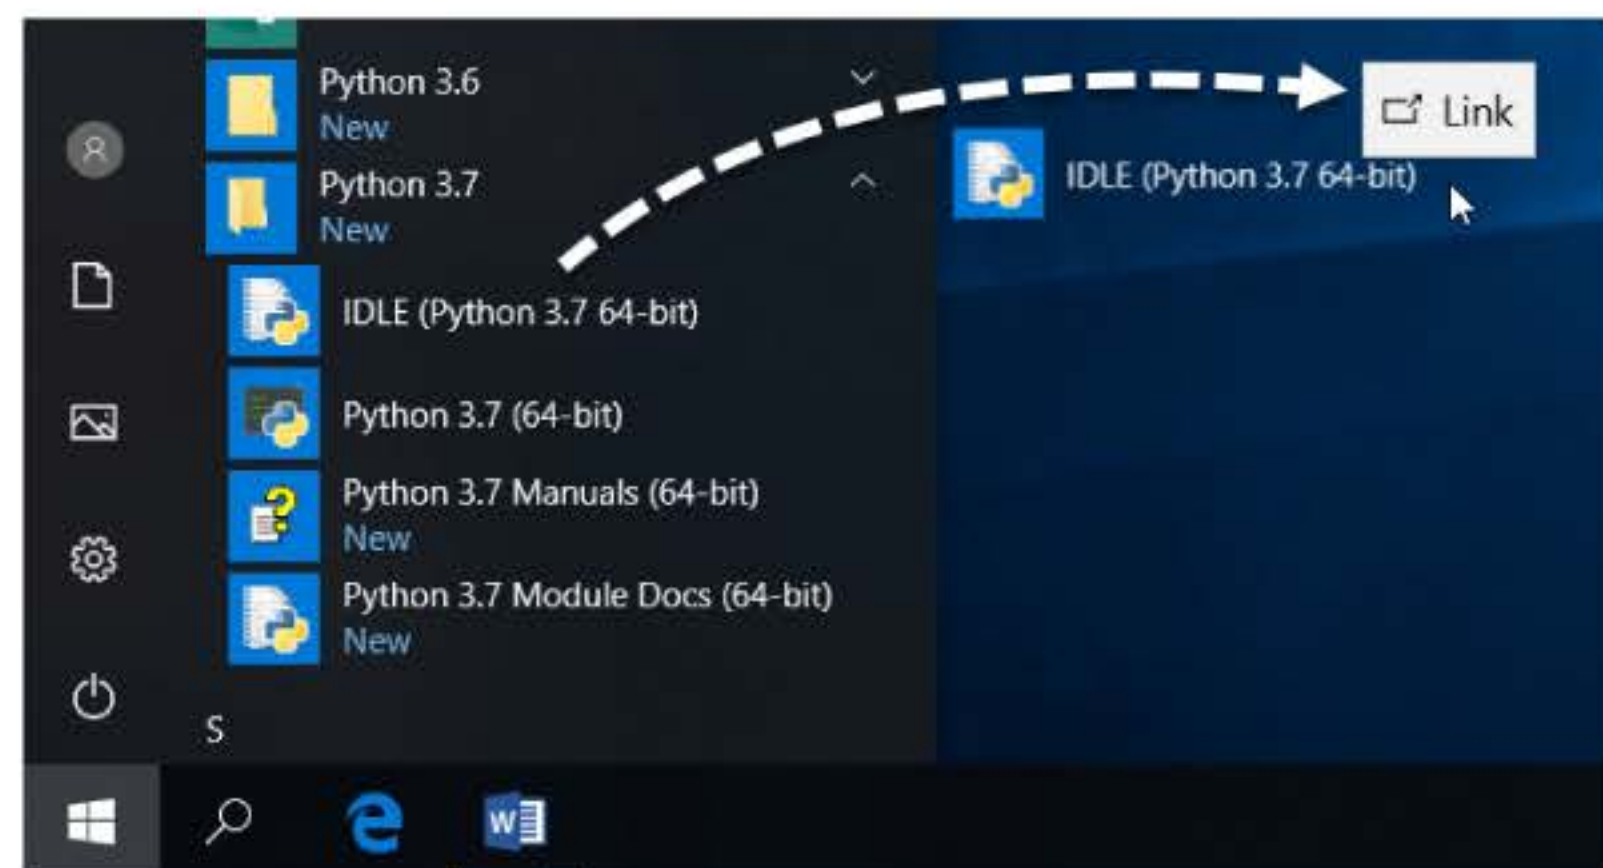 Python 3.6
New
Python 3.7
New
IDLE (Python 3.7 64-bit)
Python 3.7 (64-bit)
Python 3.7 Manuals (64-bit)
New
Python 3.7 Module Docs (64-bit)
New
S
Link
IDLE (Python 3.7 64-bit)
W